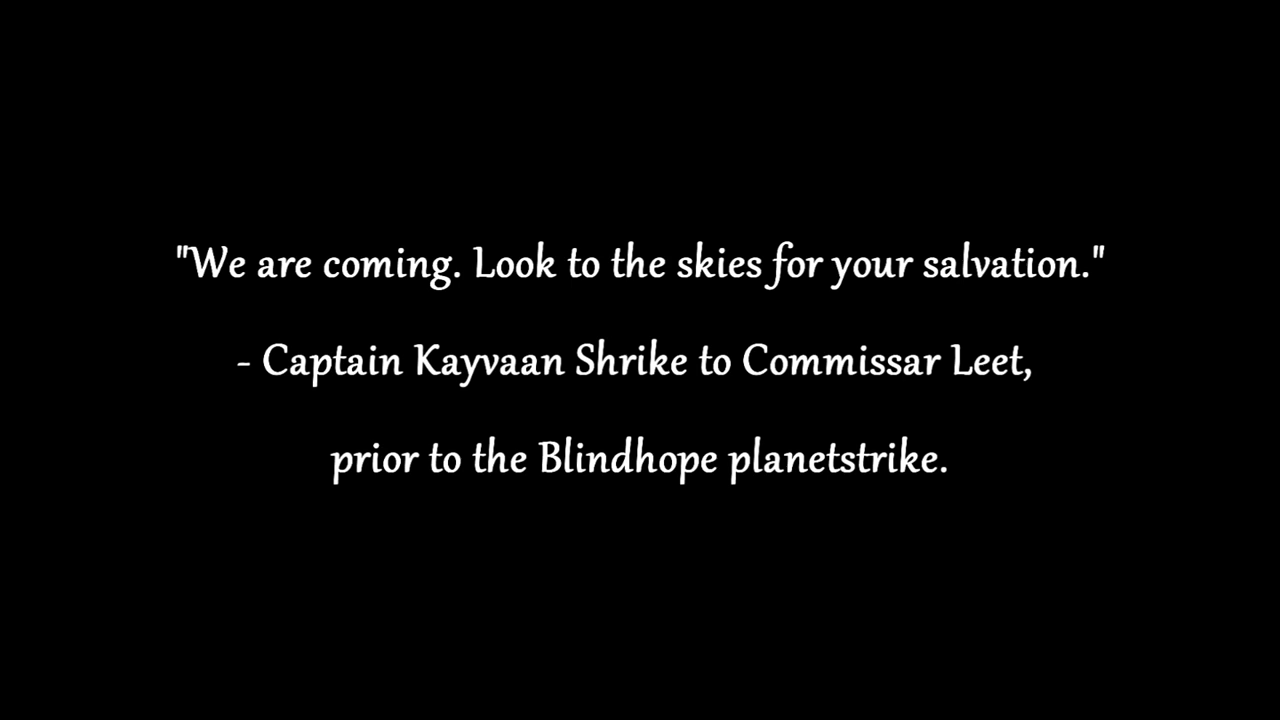 "We are coming. Look to the skies for your salvation."
- Captain Kayvaan Shrike to Commissar Leet,
prior to the Blindhope planetstrike.